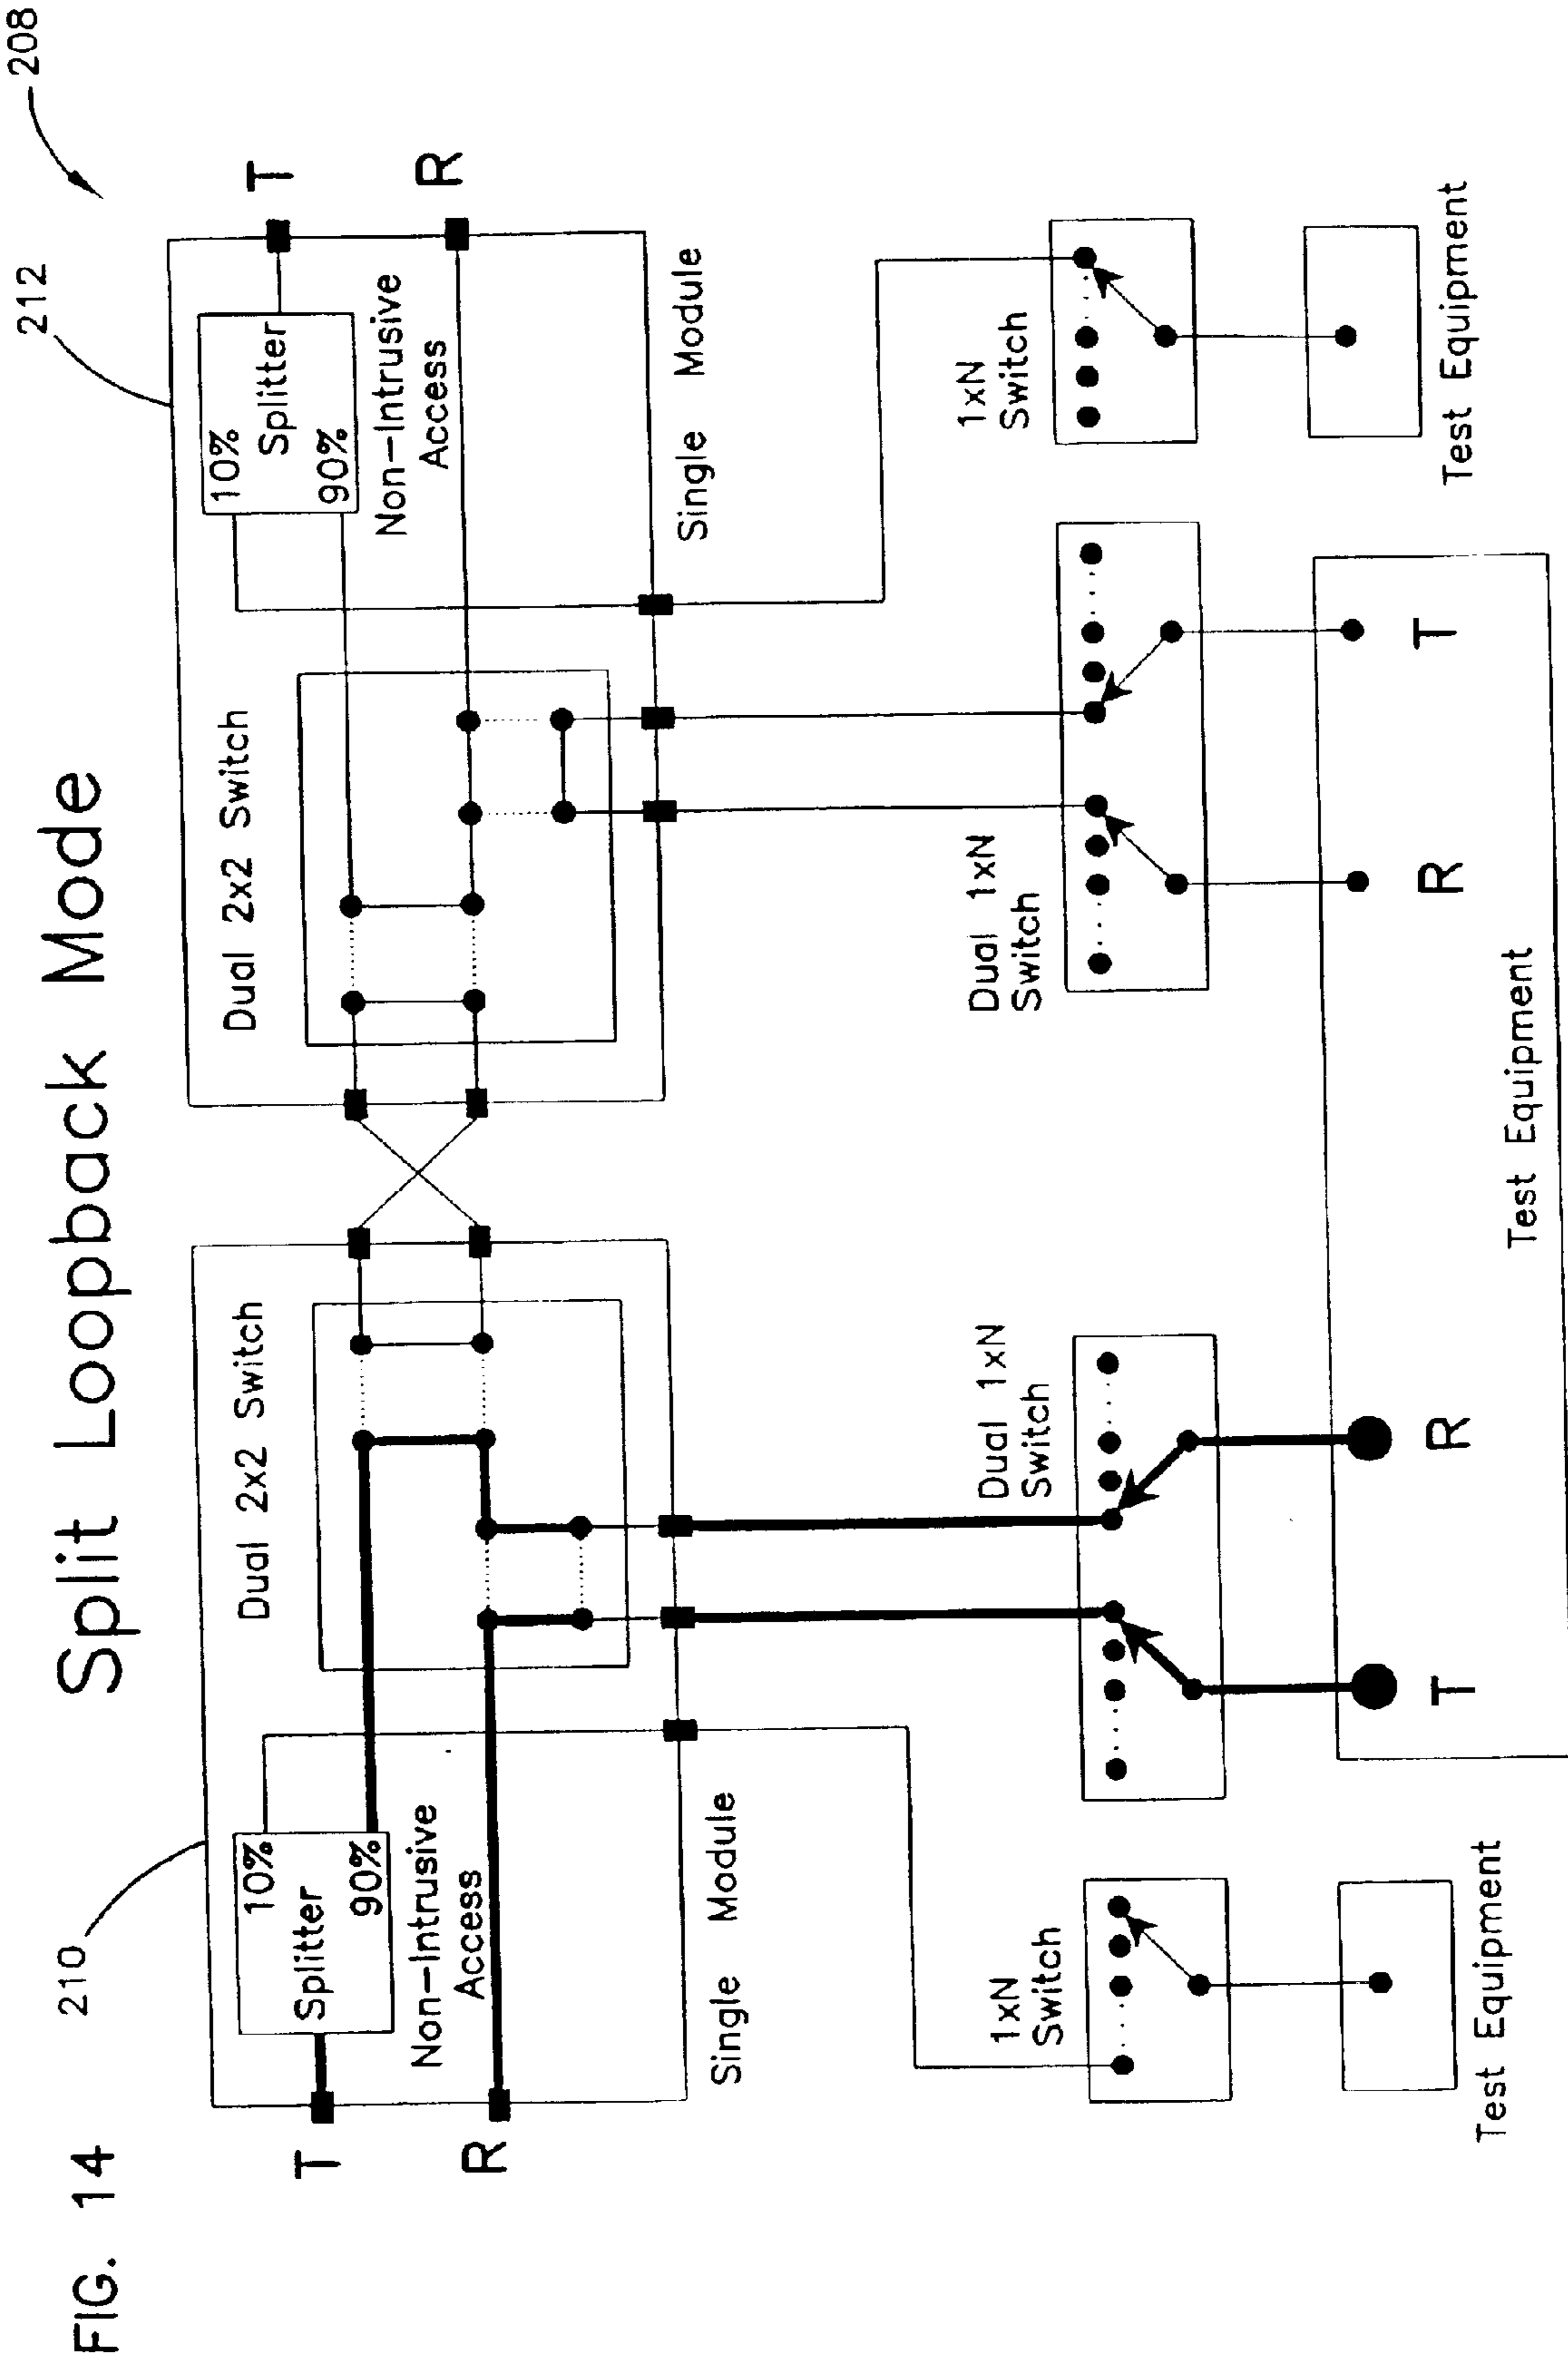 FIG. 14
Split Loopback Mode
208
210
212
T
R
10%
Splitter
90%
Non-Intrusive
Access
Dual 2x2 Switch
Single Module
Dual 2x2 Switch
10%
Splitter
90%
Non-Intrusive
Access
Single Module
T
R
1xN
Switch
Dual 1xN
Switch
Dual 1xN
Switch
1xN
Switch
Test Equipment
T
R
R
T
Test Equipment
Test Equipment